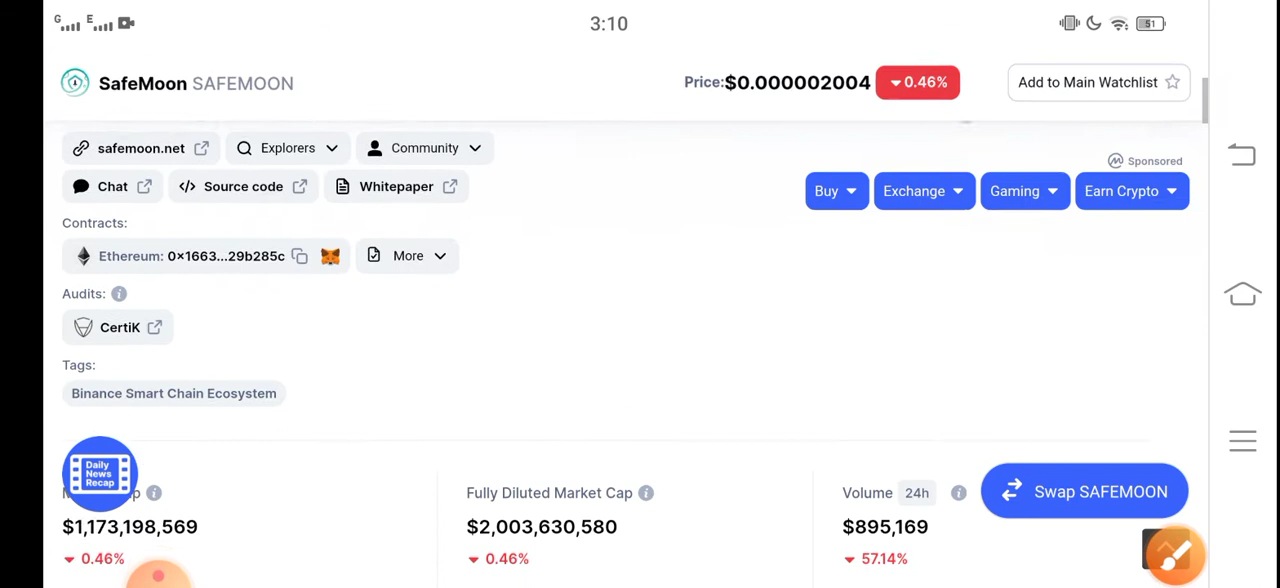 G E 3:10 51
SafeMoon SAFEMOON Price:$0.000002004 0.46% Add to Main Watchlist
safemoon.net Explorers Community
Sponsored
Chat Source code Whitepaper Buy Exchange Gaming Earn Crypto
Contracts:
Ethereum: 0x1663...29b285c More
Audits:
CertiK
Tags:
Binance Smart Chain Ecosystem
Daily
News
Recap
Fully Diluted Market Cap Volume 24h Swap SAFEMOON
$1,173,198,569 $2,003,630,580 $895,169
0.46% 0.46% 57.14%